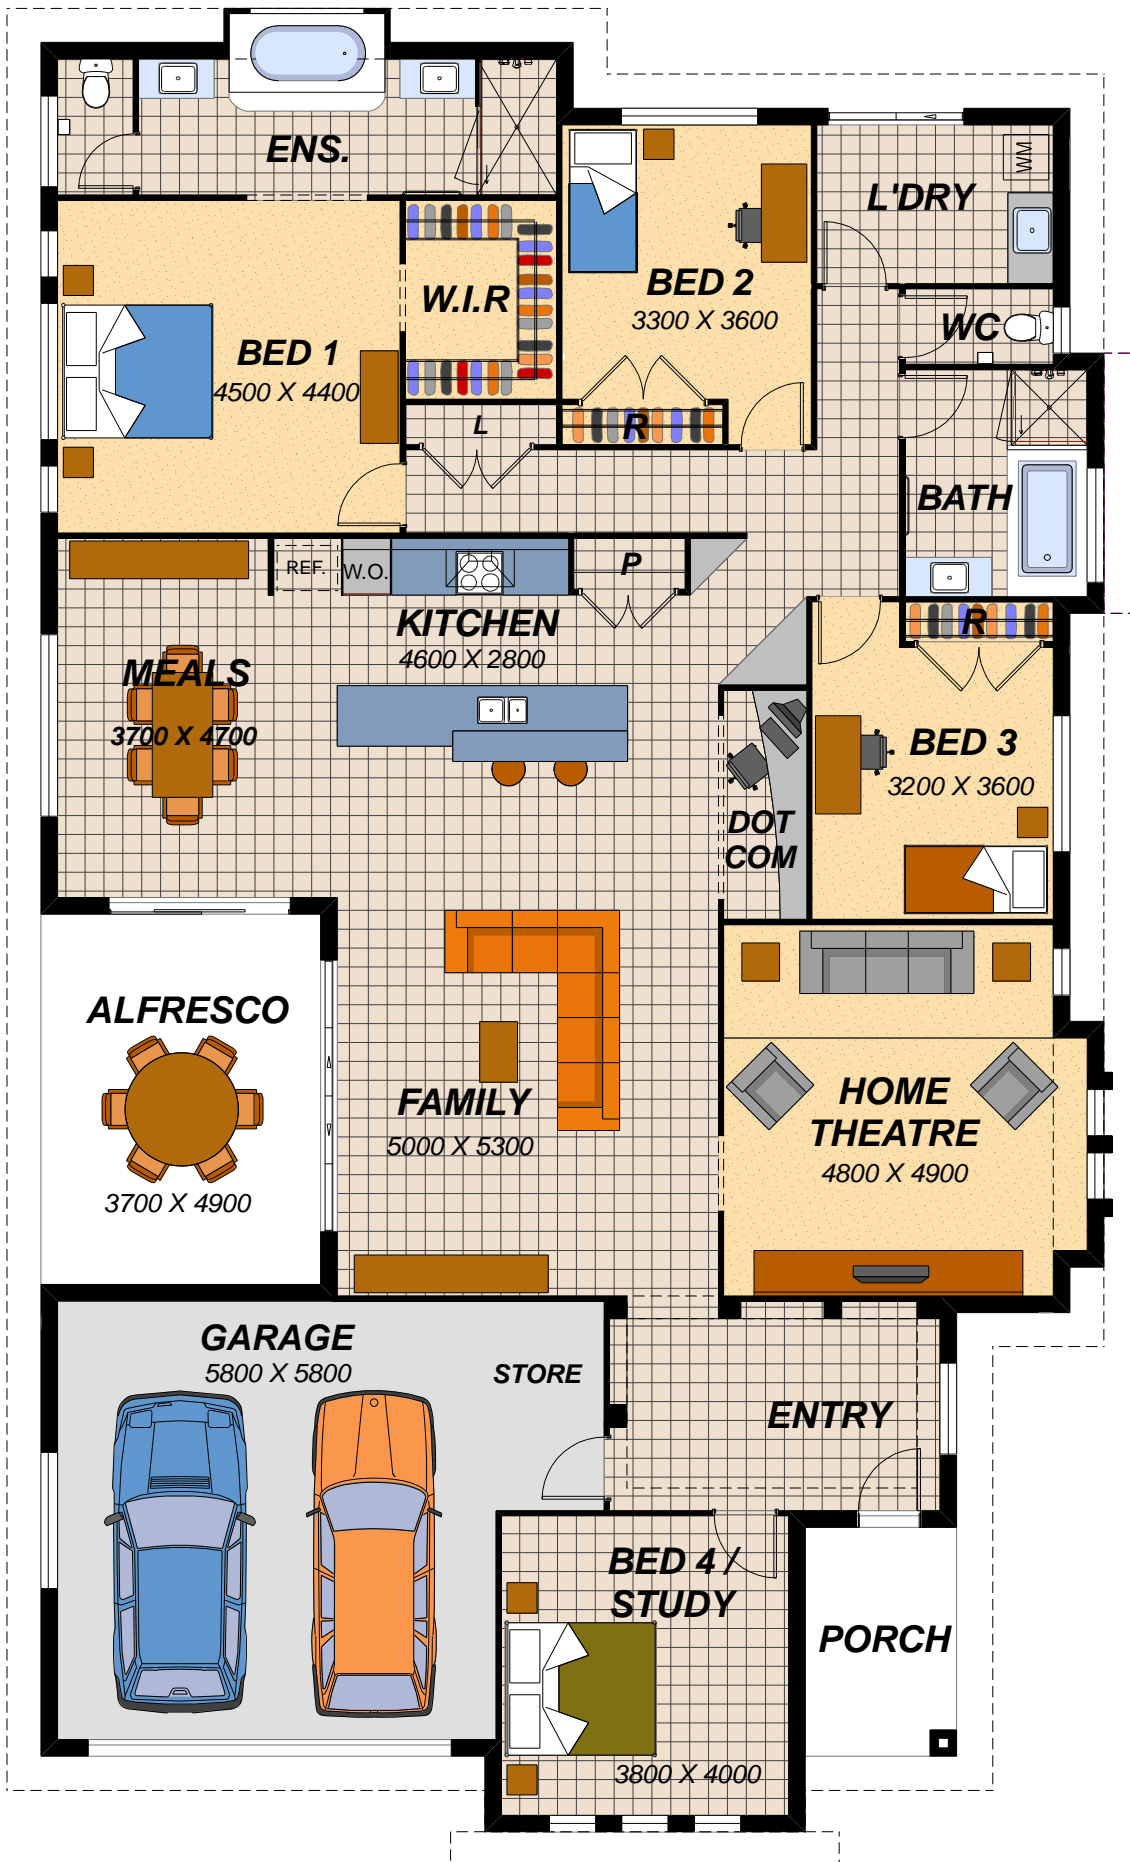 ENS.
L'DRY
WM
W.I.R
BED 2
3300 X 3600
WC
BED 1
4500 X 4400
L
R
BATH
REF.
W.O.
P
KITCHEN
4600 X 2800
R
MEALS
3700 X 4700
BED 3
3200 X 3600
DOT
COM
ALFRESCO
3700 X 4900
FAMILY
5000 X 5300
HOME
THEATRE
4800 X 4900
GARAGE
5800 X 5800
STORE
ENTRY
BED 4 /
STUDY
3800 X 4000
PORCH